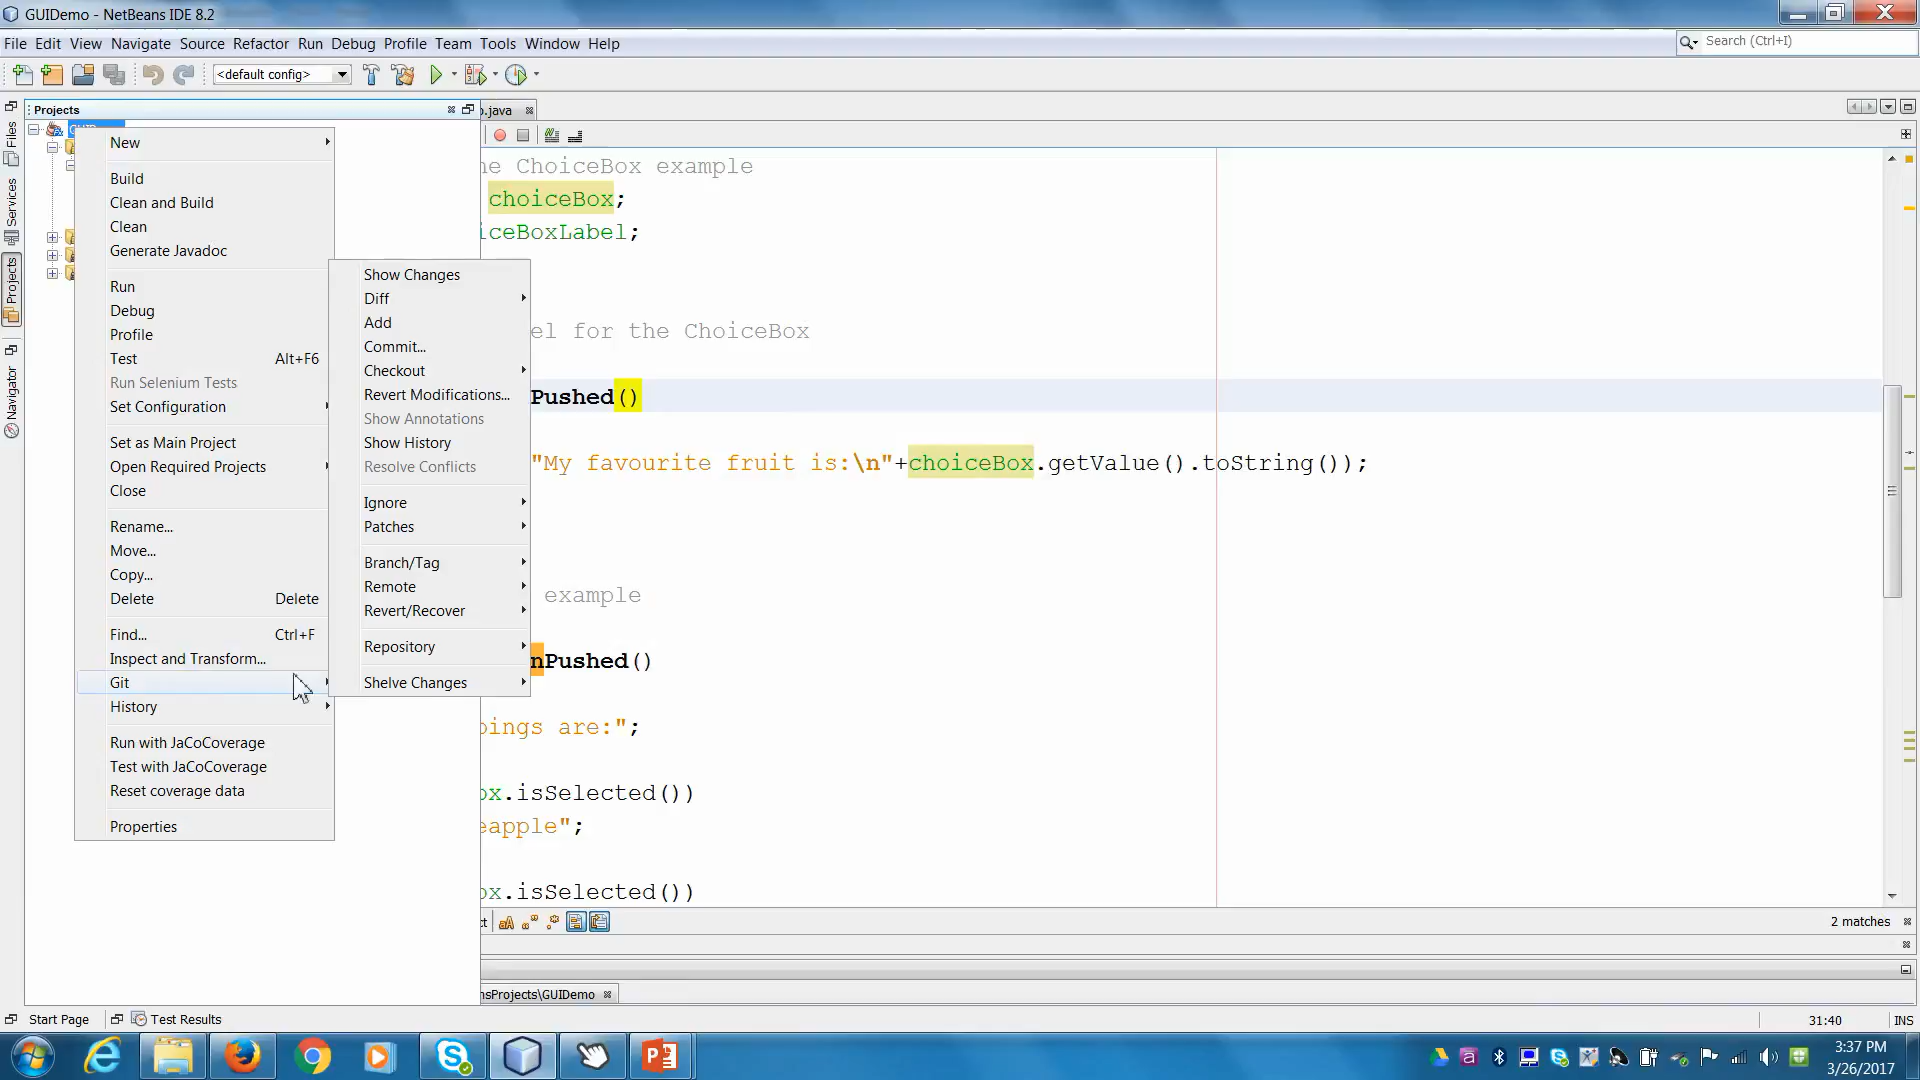 GUIDemo - NetBeans IDE 8.2
File Edit View Navigate Source Refactor Run Debug Profile Team Tools Window Help
Search (Ctrl+I)
<default config>
Projects
.java
Files
Services
Projects
Navigator
New
Build
Clean and Build
Clean
Generate Javadoc
Run
Debug
Profile
Test Alt+F6
Run Selenium Tests
Set Configuration
Set as Main Project
Open Required Projects
Close
Rename...
Move...
Copy...
Delete Delete
Find... Ctrl+F
Inspect and Transform...
Git
History
Run with JaCoCoverage
Test with JaCoCoverage
Reset coverage data
Properties
Show Changes
Diff
Add
Commit...
Checkout
Revert Modifications...
Show Annotations
Show History
Resolve Conflicts
Ignore
Patches
Branch/Tag
Remote
Revert/Recover
Repository
Shelve Changes
he ChoiceBox example
choiceBox;
iceBoxLabel;
el for the ChoiceBox
Pushed()
"My favourite fruit is:\n"+choiceBox.getValue().toString());
example
nPushed()
pings are:";
ox.isSelected())
eapple";
ox.isSelected())
2 matches
nsProjects\GUIDemo
Start Page Test Results
31:40 INS
3:37 PM
3/26/2017